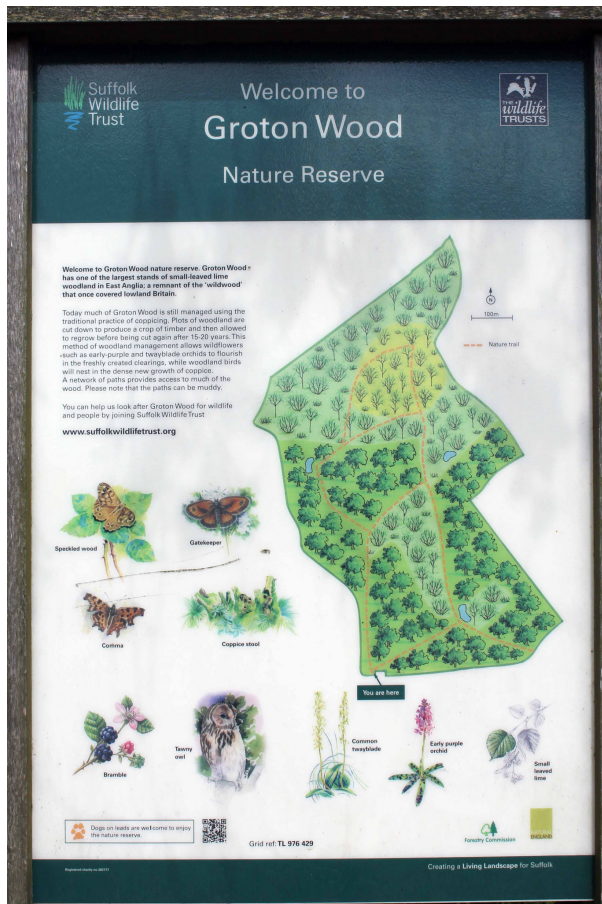 Suffolk
Wildlife
Trust
Welcome to
Groton Wood
Nature Reserve
THE
wildlife
TRUSTS
Welcome to Groton Wood nature reserve. Groton Wood
has one of the largest stands of small-leaved lime
woodland in East Anglia; a remnant of the 'wildwood'
that once covered lowland Britain.
Today much of Groton Wood is still managed using the
traditional practice of coppicing. Plots of woodland are
cut down to produce a crop of timber and then allowed
to regrow before being cut again after 15-20 years. This
method of woodland management allows wildflowers
such as early-purple and twayblade orchids to flourish
in the freshly created clearings, while woodland birds
will nest in the dense new growth of coppice.
A network of paths provides access to much of the
wood. Please note that the paths can be muddy.
You can help us look after Groton Wood for wildlife
and people by joining Suffolk Wildlife Trust
www.suffolkwildlifetrust.org
N
100m
Nature trail
Speckled wood
Gatekeeper
Comma
Coppice stool
You are here
Bramble
Tawny
owl
Common
twayblade
Early purple
orchid
Small
leaved
lime
Dogs on leads are welcome to enjoy
the nature reserve.
Grid ref: TL 976 429
Forestry Commission
ENGLAND
Creating a Living Landscape for Suffolk